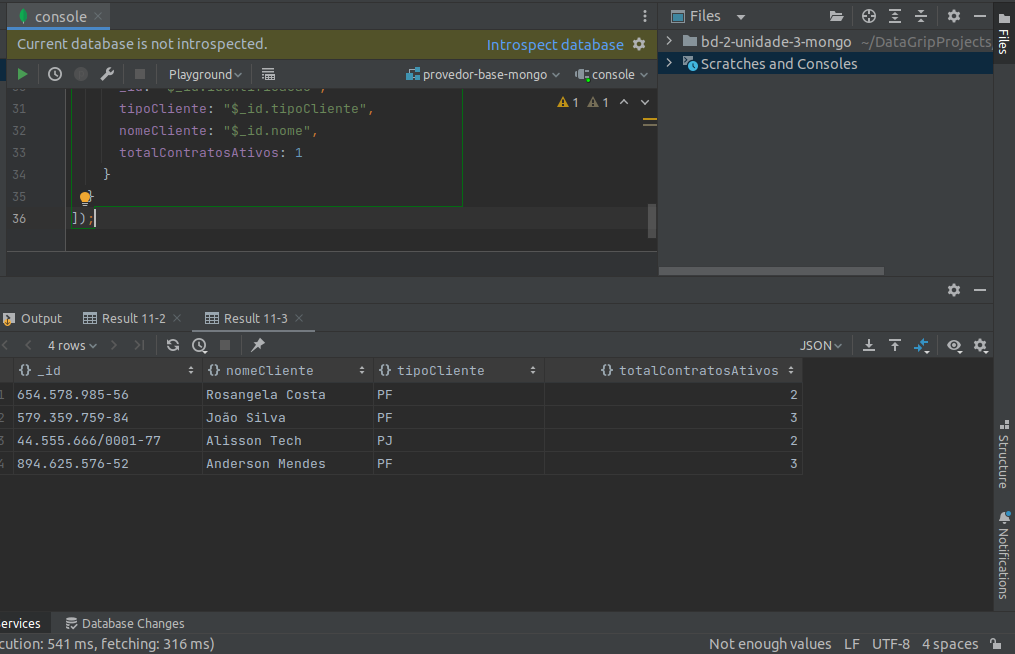 console
Files
Current database is not introspected.
Introspect database
bd-2-unidade-3-mongo ~/DataGripProjects
Scratches and Consoles
Files
Playground
provedor-base-mongo
console
1
1
31 tipoCliente: "$_id.tipoCliente",
32 nomeCliente: "$_id.nome",
33 totalContratosAtivos: 1
34 }
35 }
36 ]);
Output
Result 11-2
Result 11-3
4 rows
JSON
{} _id {} nomeCliente {} tipoCliente {} totalContratosAtivos
1 654.578.985-56 Rosangela Costa PF 2
2 579.359.759-84 João Silva PF 3
3 44.555.666/0001-77 Alisson Tech PJ 2
4 894.625.576-52 Anderson Mendes PF 3
Structure
Notifications
ervices
Database Changes
cution: 541 ms, fetching: 316 ms)
Not enough values LF UTF-8 4 spaces